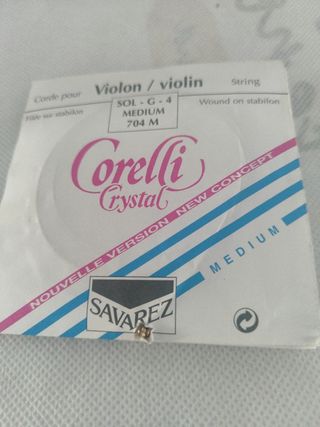 Corde pour Violon / violin String
SOL - G - 4
MEDIUM
704 M
Filée sur stabilon
Wound on stabilon
Corelli
Crystal
NOUVELLE VERSION NEW CONCEPT
MEDIUM
SAVAREZ